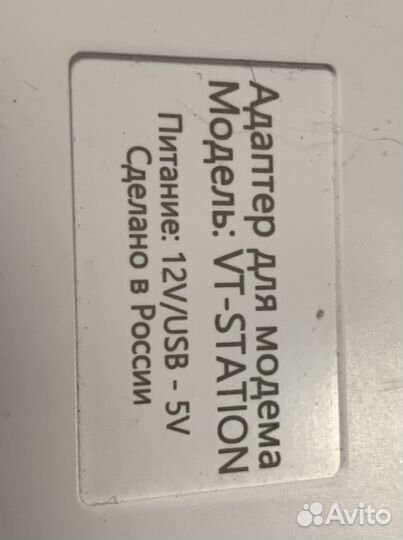 Адаптер для модема
Модель: VT-STATION
Питание: 12V/USB - 5V
Сделано в России
Avito